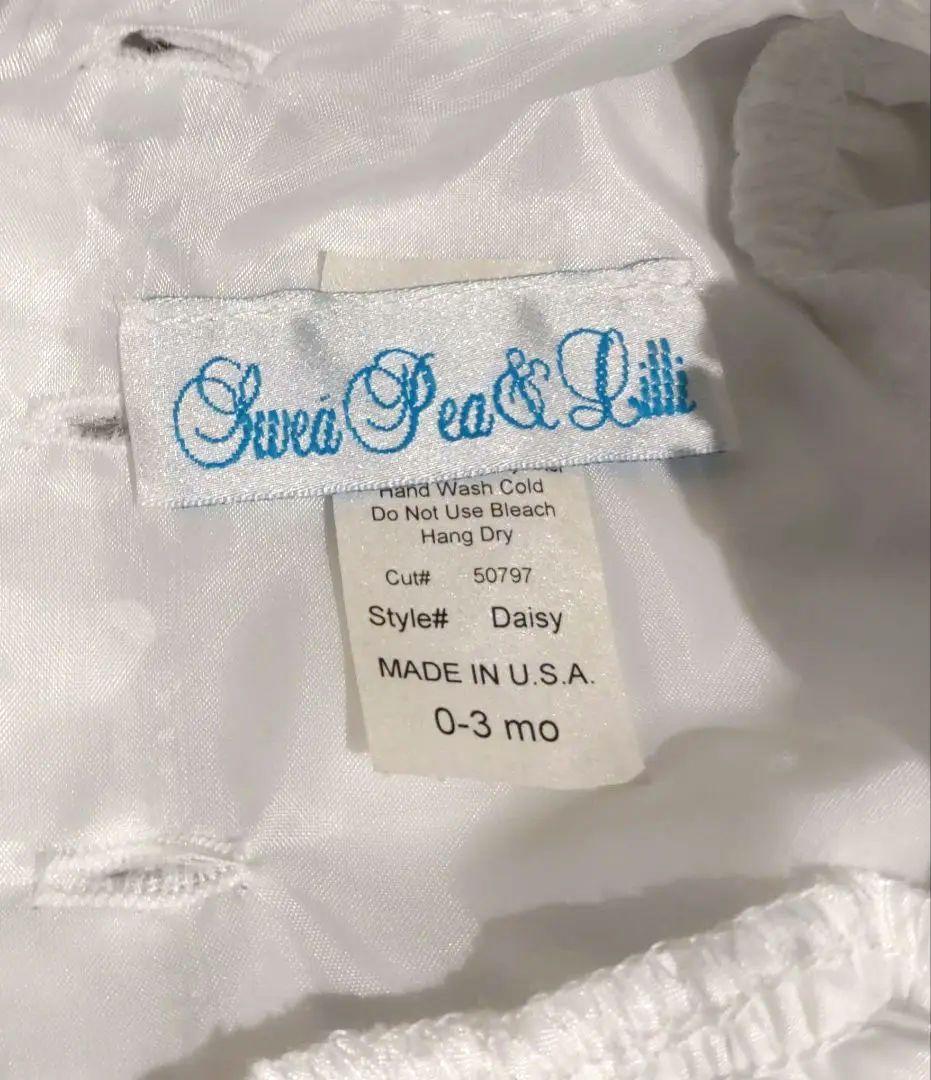 Swea Pea & Lilli
Hand Wash Cold
Do Not Use Bleach
Hang Dry
Cut# 50797
Style# Daisy
MADE IN U.S.A.
0-3 mo